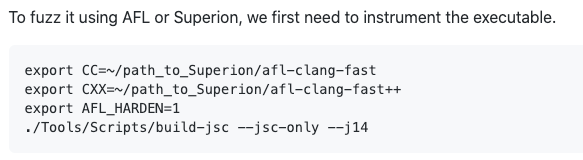 To fuzz it using AFL or Superion, we first need to instrument the executable.
export CC=~/path_to_Superion/afl-clang-fast
export CXX=~/path_to_Superion/afl-clang-fast++
export AFL_HARDEN=1
./Tools/Scripts/build-jsc --jsc-only --j14